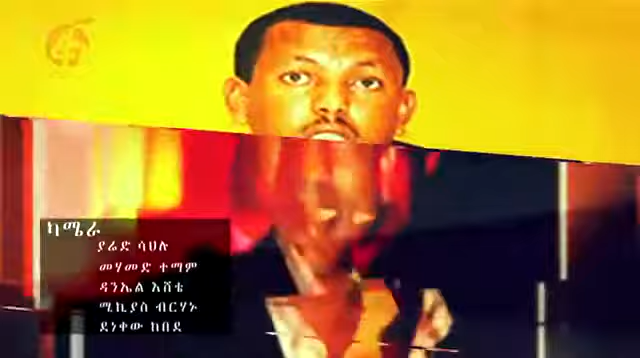 ካሜራ
ያሬድ ሳህሉ
መሃመድ ተማም
ዳንኤል እሸቴ
ሚኪያስ ብርሃኑ
ደነቀው ከበደ